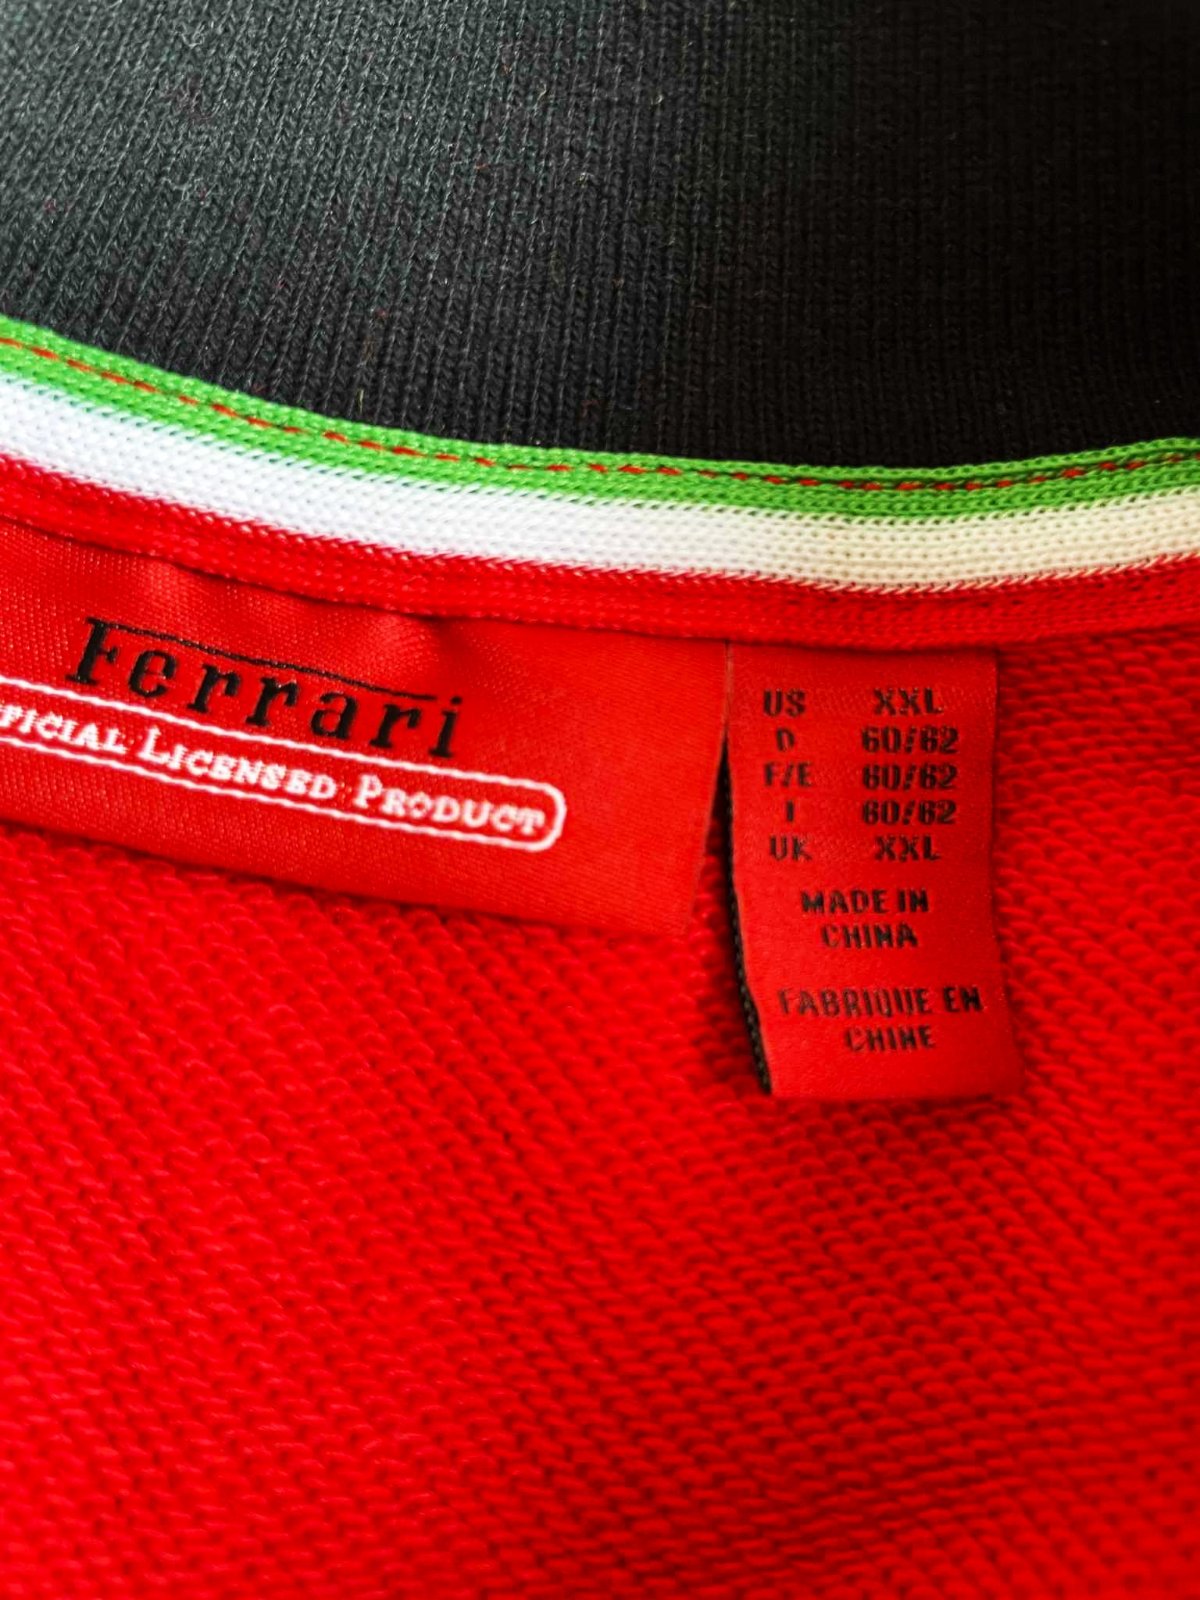 Ferrari
FICIAL LICENSED PRODUCT
US XXL
D 60/62
F/E 60/62
I 60/62
UK XXL
MADE IN
CHINA
FABRIQUE EN
CHINE